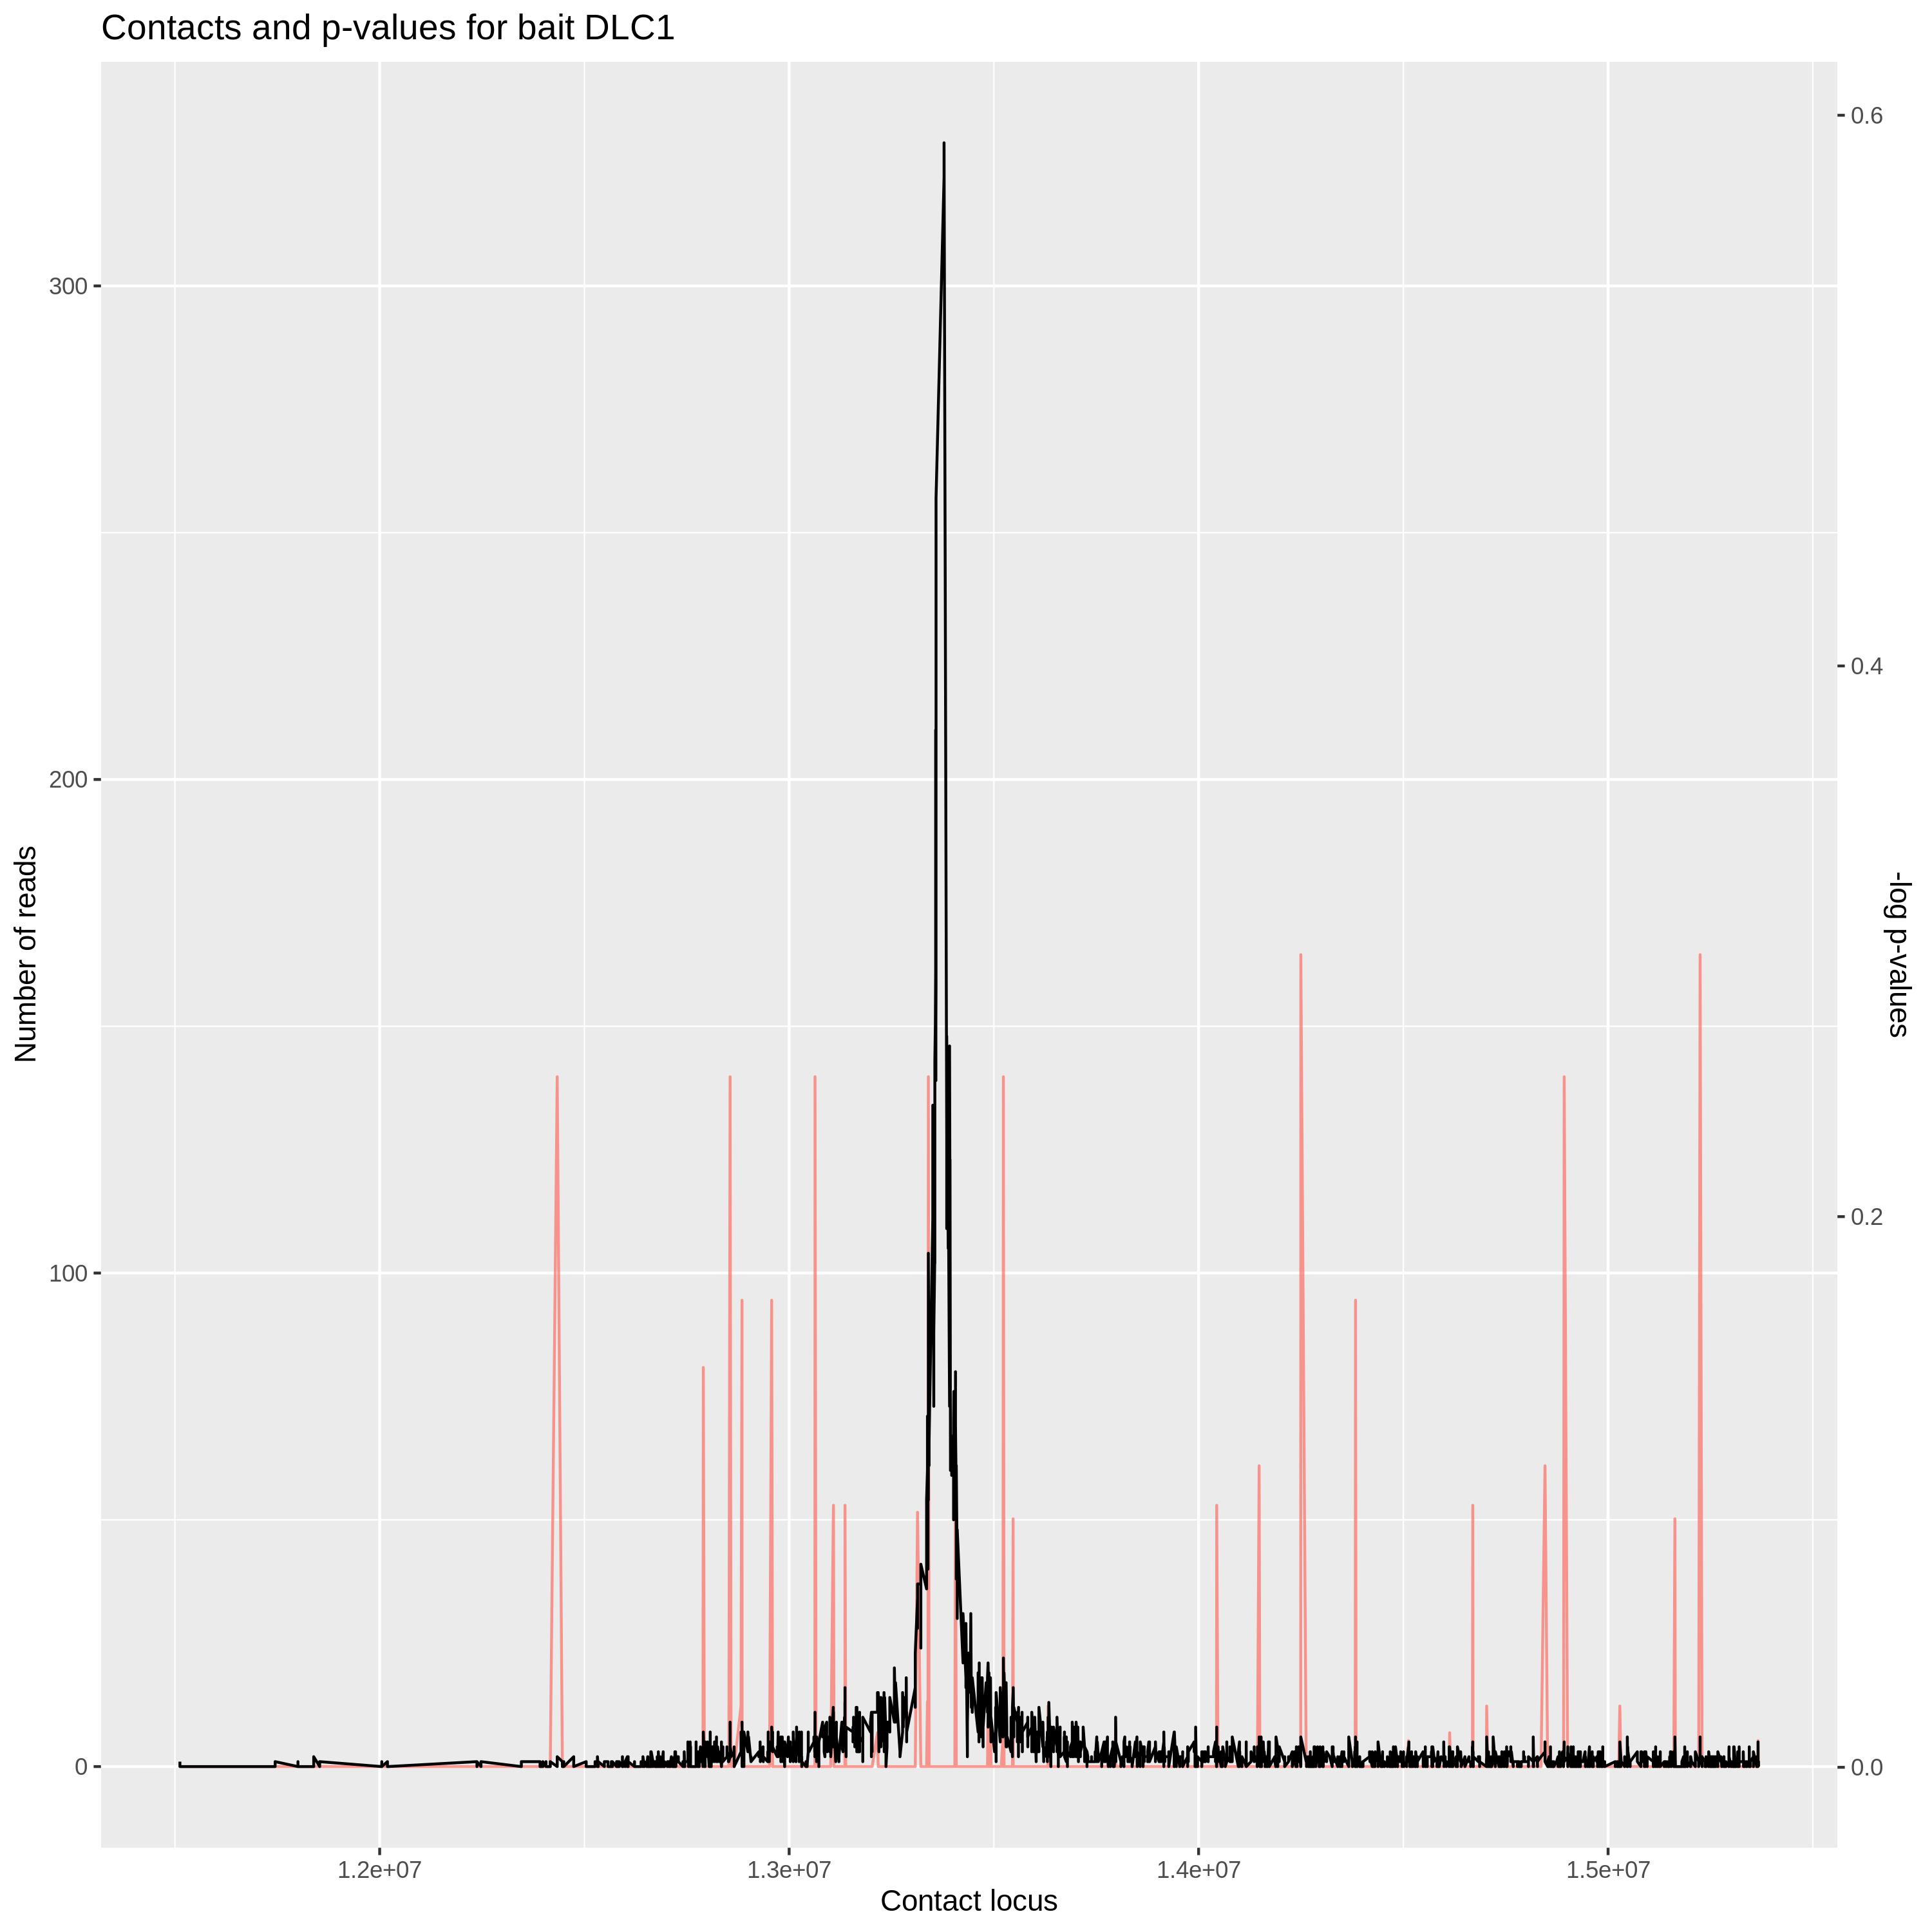 Contacts and p-values for bait DLC1
0.6
300
0.4
200
Number of reads
-log p-values
0.2
100
0
0.0
1.2e+07
1.3e+07
1.4e+07
1.5e+07
Contact locus